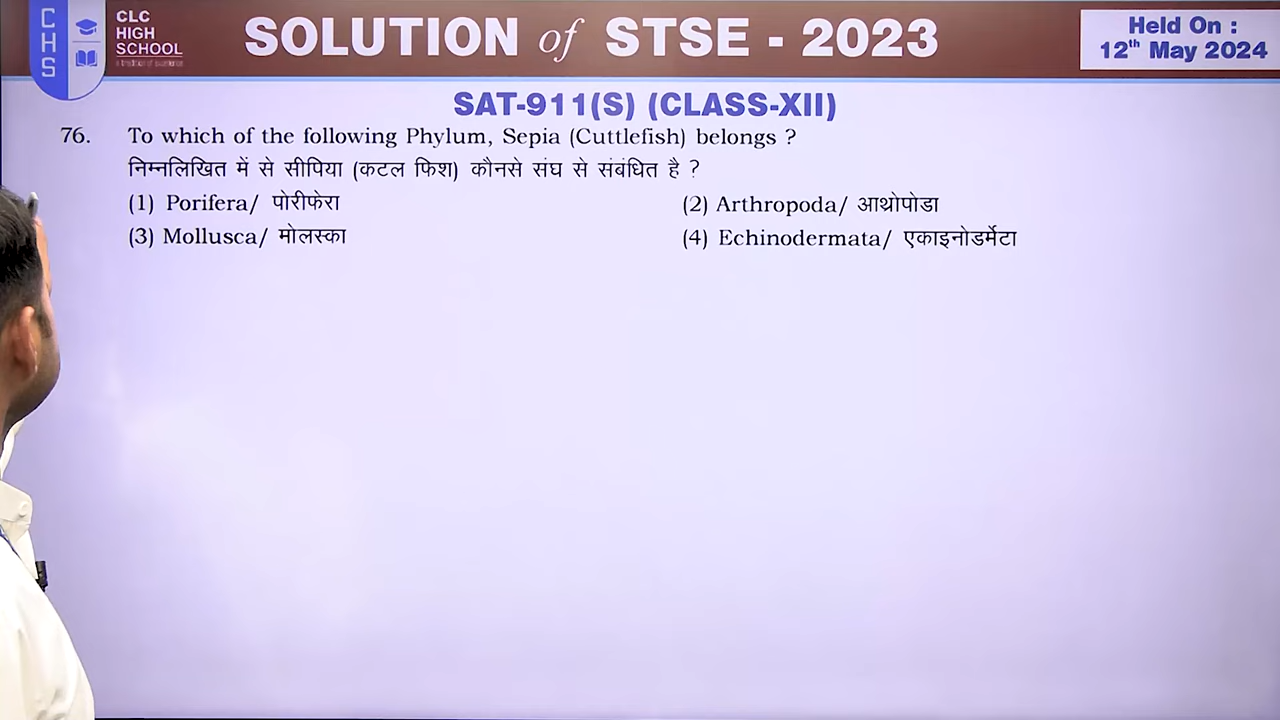 CHS
CLC
HIGH
SCHOOL
SOLUTION of STSE - 2023
Held On :
12th May 2024
SAT-911(S) (CLASS-XII)
76. To which of the following Phylum, Sepia (Cuttlefish) belongs ?
निम्नलिखित में से सीपिया (कटल फिश) कौनसे संघ से संबंधित है ?
(1) Porifera/ पोरीफेरा (2) Arthropoda/ आथ्रोपोडा
(3) Mollusca/ मोलस्का (4) Echinodermata/ एकाइनोडर्मेटा